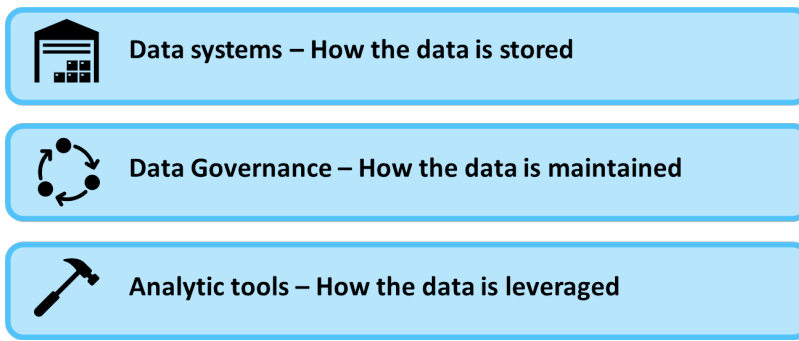 Data systems – How the data is stored
Data Governance – How the data is maintained
Analytic tools – How the data is leveraged